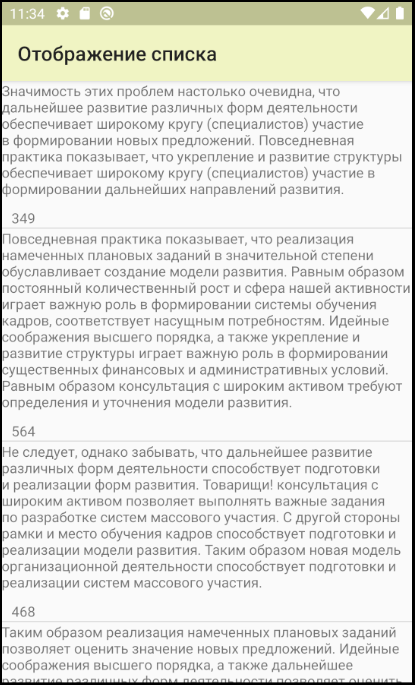 11:34
Отображение списка
Значимость этих проблем настолько очевидна, что
дальнейшее развитие различных форм деятельности
обеспечивает широкому кругу (специалистов) участие
в формировании новых предложений. Повседневная
практика показывает, что укрепление и развитие структуры
обеспечивает широкому кругу (специалистов) участие в
формировании дальнейших направлений развития.
349
Повседневная практика показывает, что реализация
намеченных плановых заданий в значительной степени
обуславливает создание модели развития. Равным образом
постоянный количественный рост и сфера нашей активности
играет важную роль в формировании системы обучения
кадров, соответствует насущным потребностям. Идейные
соображения высшего порядка, а также укрепление и
развитие структуры играет важную роль в формировании
существенных финансовых и административных условий.
Равным образом консультация с широким активом требуют
определения и уточнения модели развития.
564
Не следует, однако забывать, что дальнейшее развитие
различных форм деятельности способствует подготовки
и реализации форм развития. Товарищи! консультация с
широким активом позволяет выполнять важные задания
по разработке систем массового участия. С другой стороны
рамки и место обучения кадров способствует подготовки и
реализации модели развития. Таким образом новая модель
организационной деятельности способствует подготовки и
реализации систем массового участия.
468
Таким образом реализация намеченных плановых заданий
позволяет оценить значение новых предложений. Идейные
соображения высшего порядка, а также дальнейшее
развитие различных форм деятельности позволяет оценить